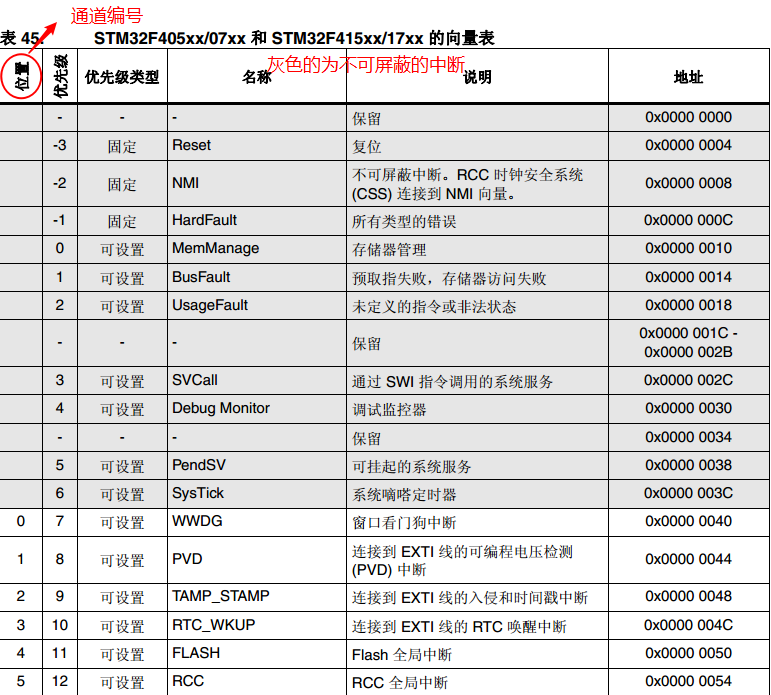 通道编号
表 45. STM32F405xx/07xx 和 STM32F415xx/17xx 的向量表
灰色的为不可屏蔽的中断
位置 优先级 优先级类型 名称 说明 地址
- - - 保留 0x0000 0000
-3 固定 Reset 复位 0x0000 0004
-2 固定 NMI 不可屏蔽中断。RCC 时钟安全系统
(CSS) 连接到 NMI 向量。 0x0000 0008
-1 固定 HardFault 所有类型的错误 0x0000 000C
0 可设置 MemManage 存储器管理 0x0000 0010
1 可设置 BusFault 预取指失败，存储器访问失败 0x0000 0014
2 可设置 UsageFault 未定义的指令或非法状态 0x0000 0018
- - - 保留 0x0000 001C -
0x0000 002B
3 可设置 SVCall 通过 SWI 指令调用的系统服务 0x0000 002C
4 可设置 Debug Monitor 调试监控器 0x0000 0030
- - - 保留 0x0000 0034
5 可设置 PendSV 可挂起的系统服务 0x0000 0038
6 可设置 SysTick 系统嘀嗒定时器 0x0000 003C
0 7 可设置 WWDG 窗口看门狗中断 0x0000 0040
1 8 可设置 PVD 连接到 EXTI 线的可编程电压检测
(PVD) 中断 0x0000 0044
2 9 可设置 TAMP_STAMP 连接到 EXTI 线的入侵和时间戳中断 0x0000 0048
3 10 可设置 RTC_WKUP 连接到 EXTI 线的 RTC 唤醒中断 0x0000 004C
4 11 可设置 FLASH Flash 全局中断 0x0000 0050
5 12 可设置 RCC RCC 全局中断 0x0000 0054